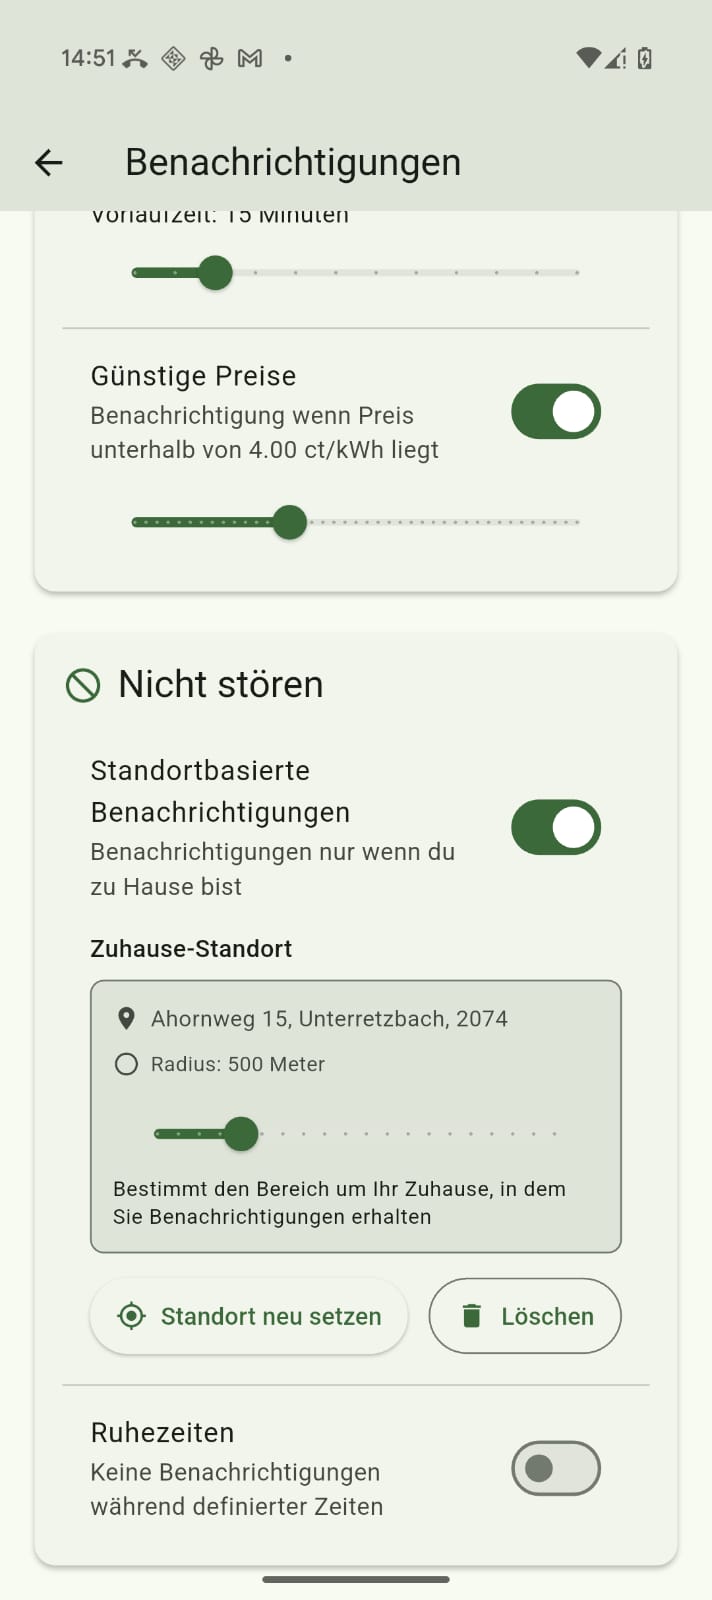 14:51
Benachrichtigungen
Vorlaufzeit: 15 Minuten
Günstige Preise
Benachrichtigung wenn Preis
unterhalb von 4.00 ct/kWh liegt
Nicht stören
Standortbasierte
Benachrichtigungen
Benachrichtigungen nur wenn du
zu Hause bist
Zuhause-Standort
Ahornweg 15, Unterretzbach, 2074
Radius: 500 Meter
Bestimmt den Bereich um Ihr Zuhause, in dem
Sie Benachrichtigungen erhalten
Standort neu setzen
Löschen
Ruhezeiten
Keine Benachrichtigungen
während definierter Zeiten